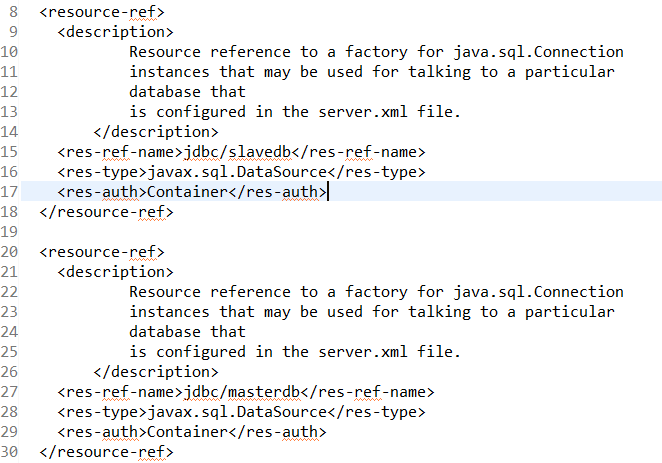 8 <resource-ref>
9 <description>
10 Resource reference to a factory for java.sql.Connection
11 instances that may be used for talking to a particular
12 database that
13 is configured in the server.xml file.
14 </description>
15 <res-ref-name>jdbc/slavedb</res-ref-name>
16 <res-type>javax.sql.DataSource</res-type>
17 <res-auth>Container</res-auth>
18 </resource-ref>
19
20 <resource-ref>
21 <description>
22 Resource reference to a factory for java.sql.Connection
23 instances that may be used for talking to a particular
24 database that
25 is configured in the server.xml file.
26 </description>
27 <res-ref-name>jdbc/masterdb</res-ref-name>
28 <res-type>javax.sql.DataSource</res-type>
29 <res-auth>Container</res-auth>
30 </resource-ref>